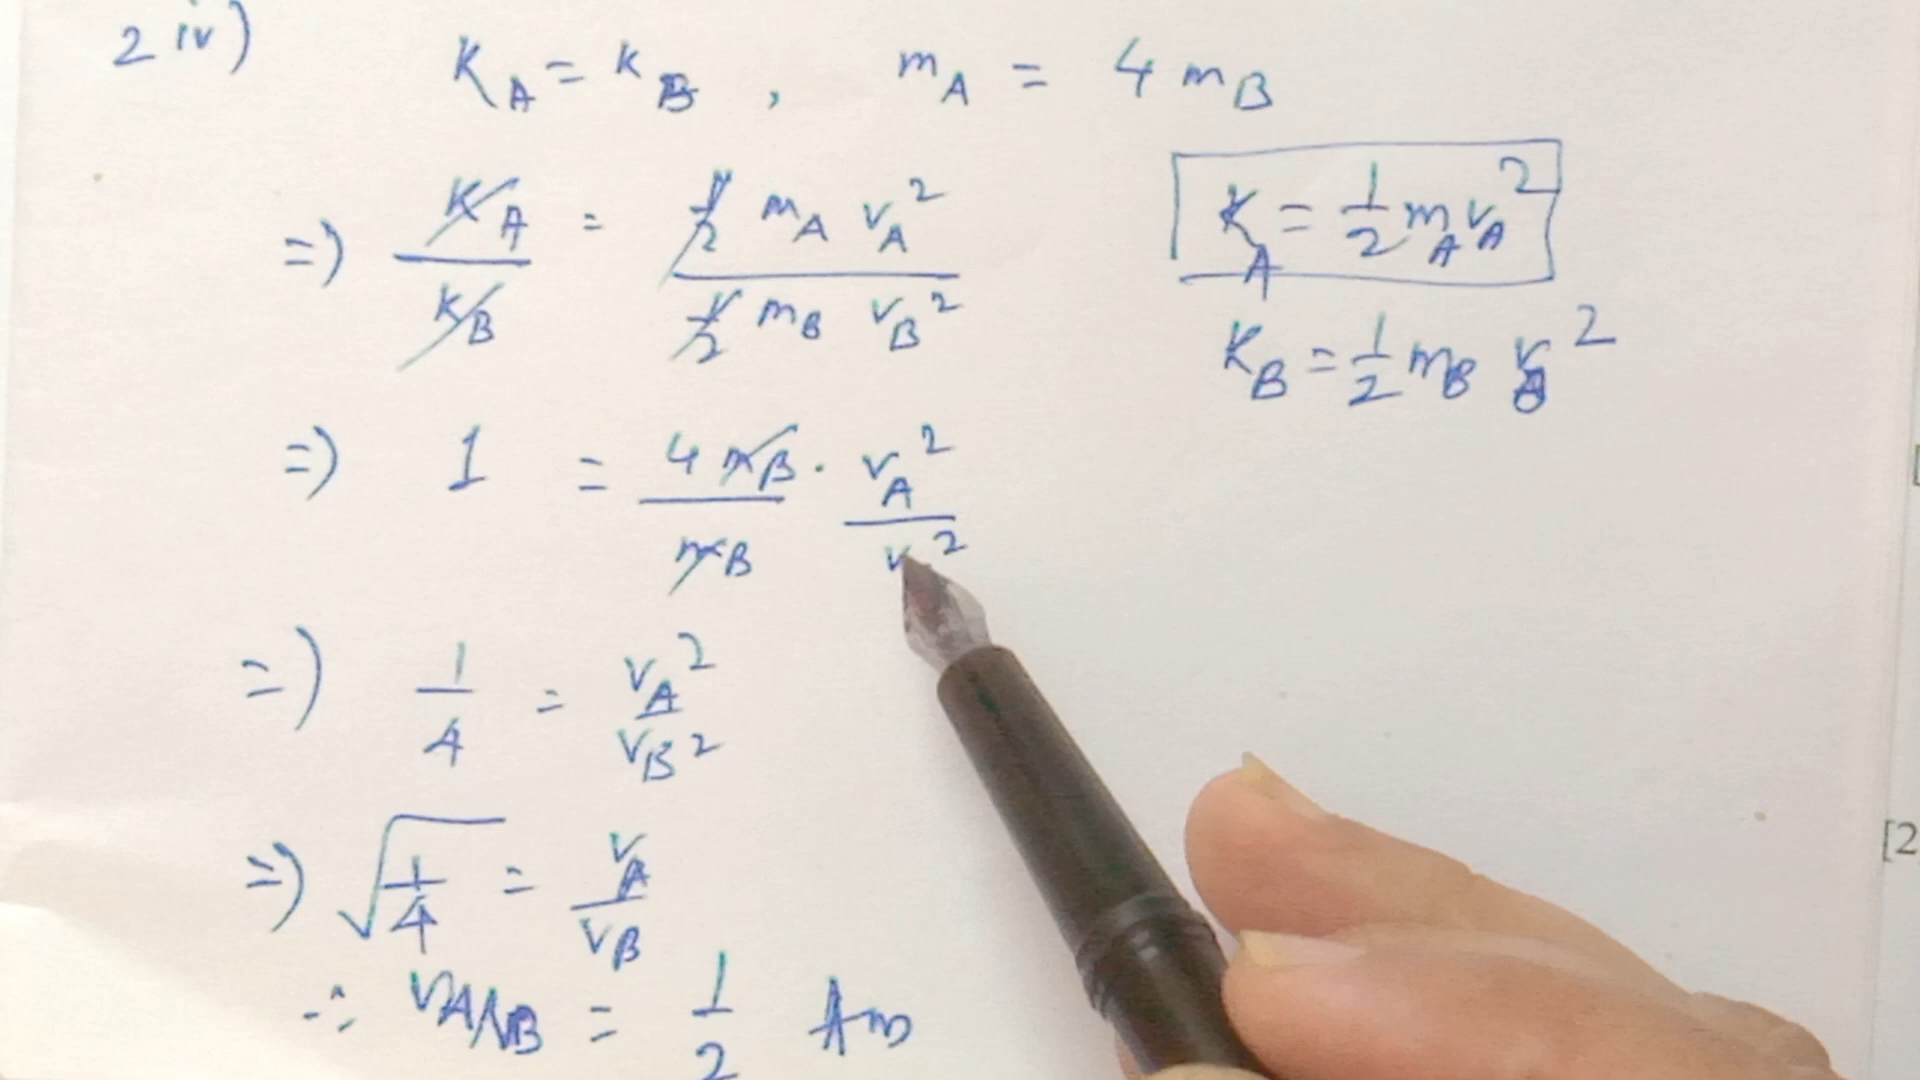 2 iv)
K_A = K_B , m_A = 4 m_B
K_A = 1/2 m_A v_A^2
=) K_A / K_B = 1/2 m_A v_A^2 / 1/2 m_B v_B^2
K_B = 1/2 m_B v_B^2
=) 1 = 4 m_B / m_B . v_A^2 / v^2
=) 1/4 = v_A^2 / v_B^2
[2
=) √1/4 = v_A / v_B
∴ v_A/v_B = 1/2 Ans